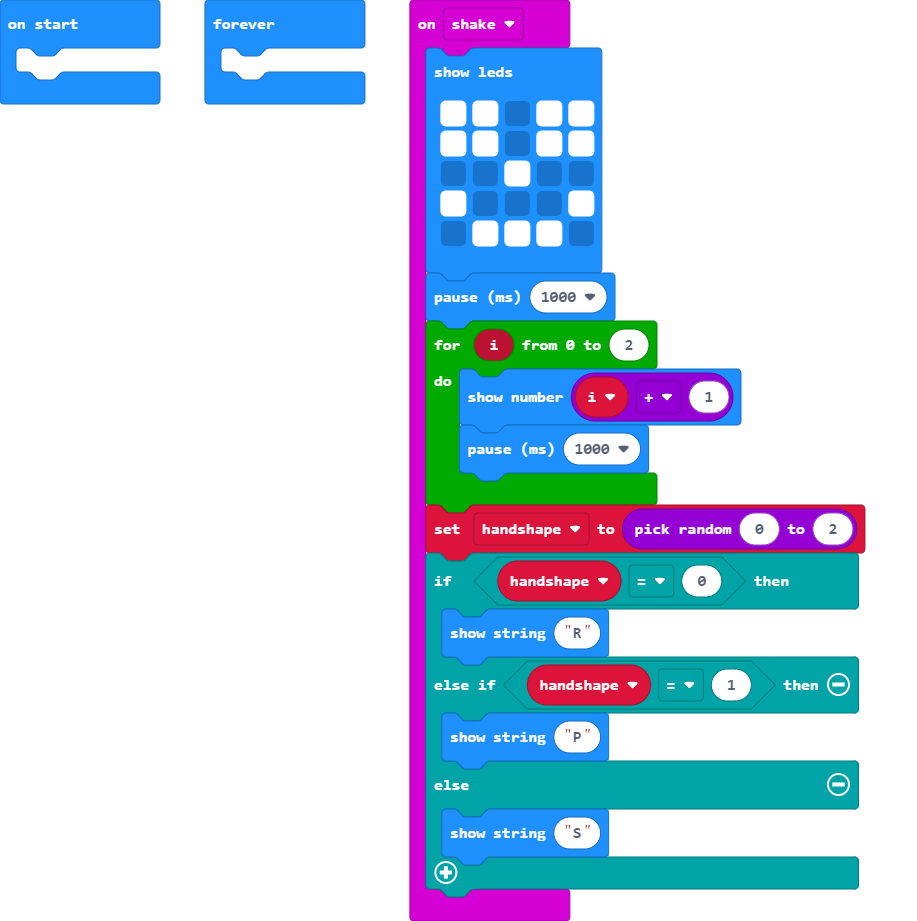 on start
forever
on shake
show leds
pause (ms) 1000
for i from 0 to 2
do
show number i + 1
pause (ms) 1000
set handshape to pick random 0 to 2
if handshape = 0 then
show string "R"
else if handshape = 1 then
show string "P"
else
show string "S"